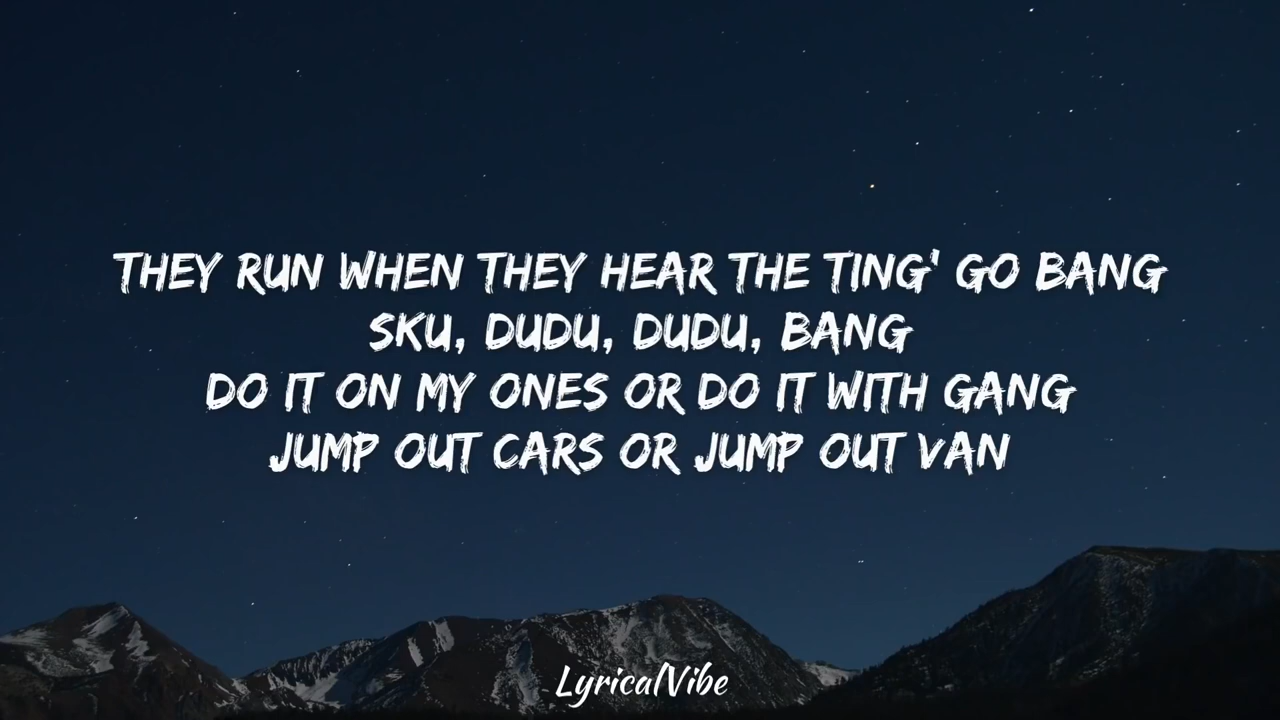 THEY RUN WHEN THEY HEAR THE TING' GO BANG
SKU, DUDU, DUDU, BANG
DO IT ON MY ONES OR DO IT WITH GANG
JUMP OUT CARS OR JUMP OUT VAN
LyricalVibe